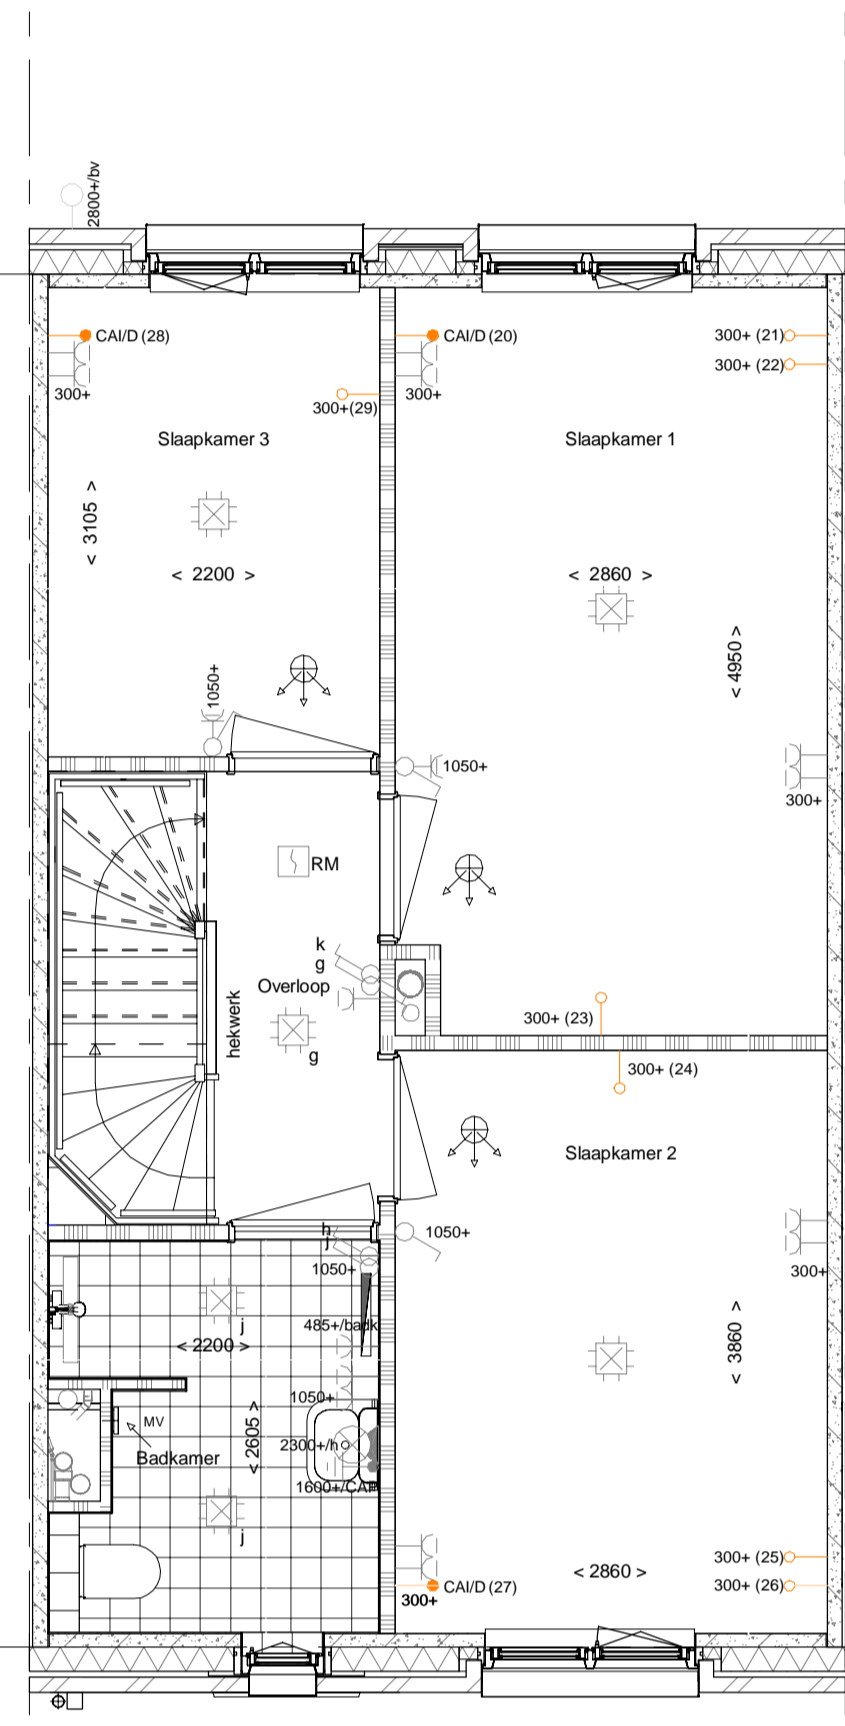 2800+/bv
CAI/D (28)
300+
300+(29)
Slaapkamer 3
< 3105 >
< 2200 >
1050+
CAI/D (20)
300+
300+ (21)
300+ (22)
Slaapkamer 1
< 2860 >
< 4950 >
1050+
300+
RM
k
g
Overloop
hekwerk
g
300+ (23)
300+ (24)
Slaapkamer 2
1050+
300+
h
j
1050+
485+/badk
j
< 2200 >
1050+
MV
Badkamer
< 2605 >
2300+/h
1600+/CAP
j
< 3860 >
< 2860 >
300+ (25)
300+ (26)
CAI/D (27)
300+